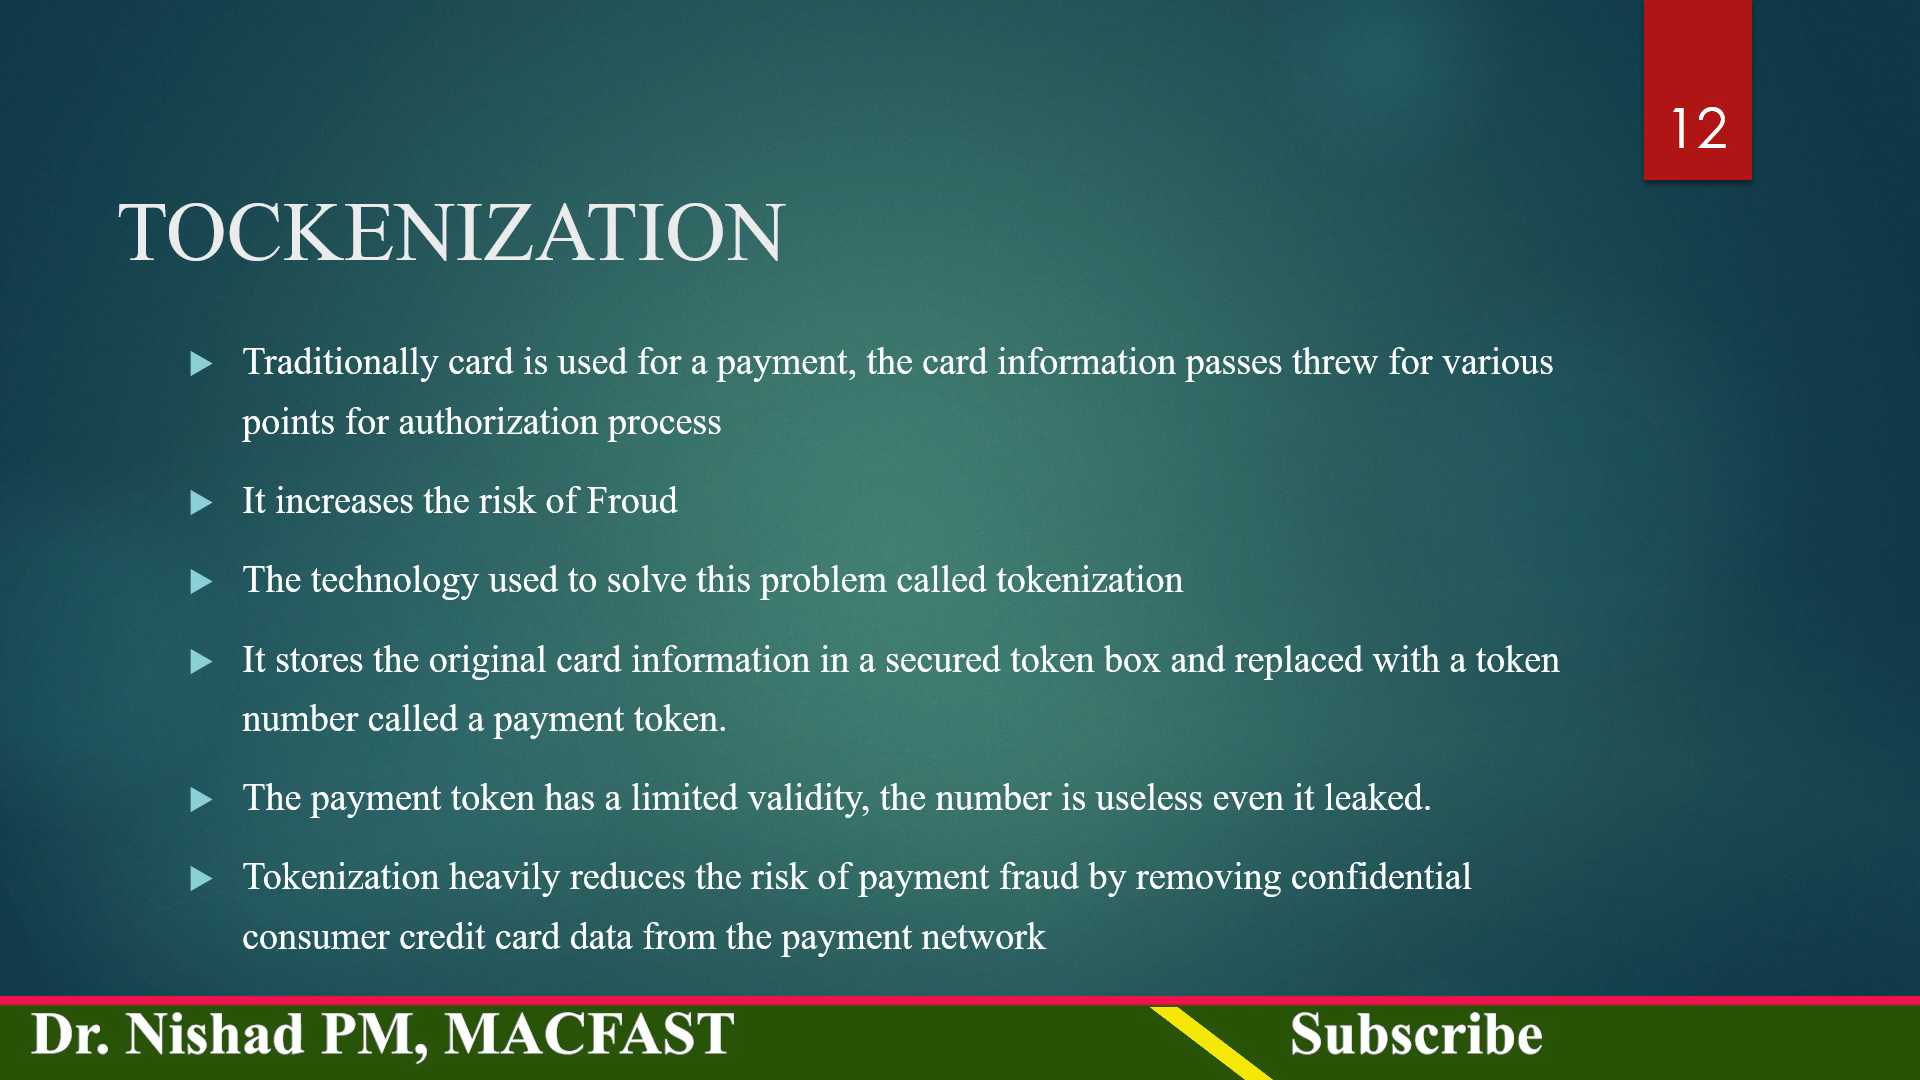 12
TOCKENIZATION
Traditionally card is used for a payment, the card information passes threw for various
points for authorization process
It increases the risk of Froud
The technology used to solve this problem called tokenization
It stores the original card information in a secured token box and replaced with a token
number called a payment token.
The payment token has a limited validity, the number is useless even it leaked.
Tokenization heavily reduces the risk of payment fraud by removing confidential
consumer credit card data from the payment network
Dr. Nishad PM, MACFAST
Subscribe